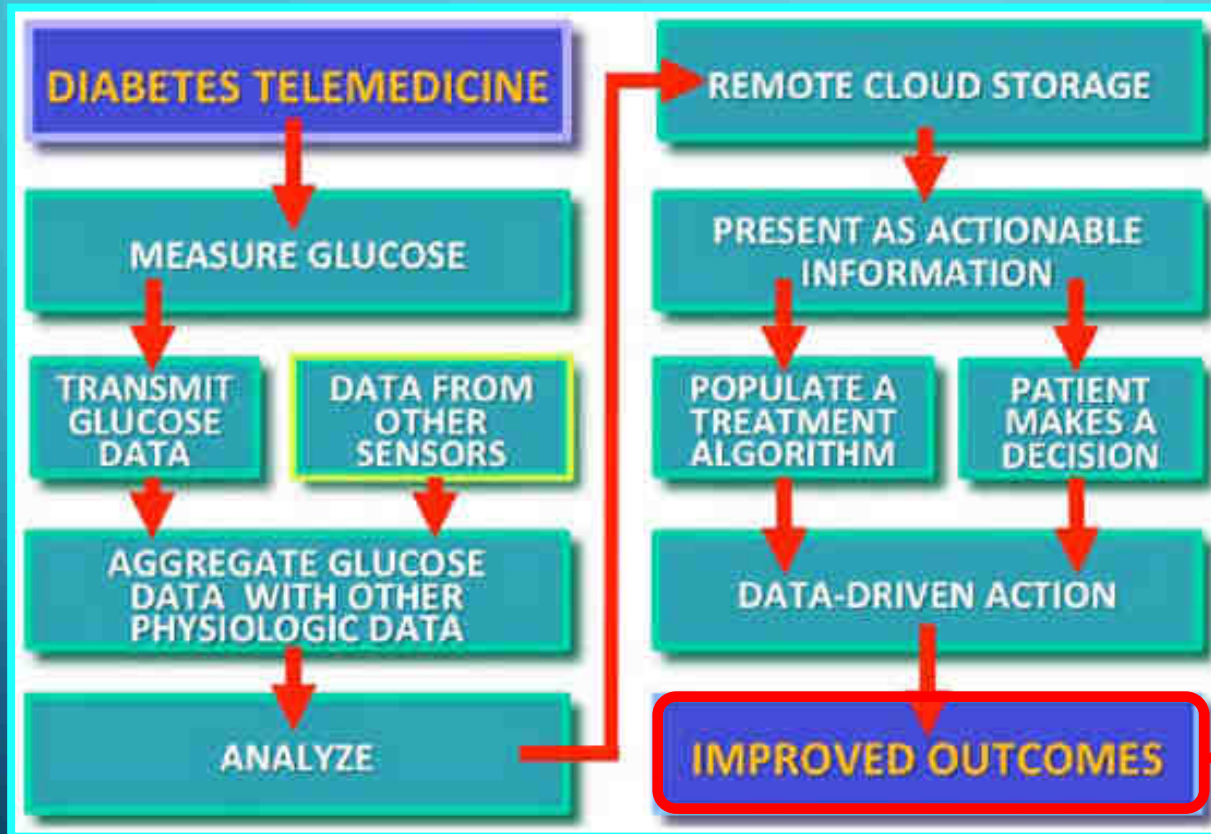 DIABETES TELEMEDICINE
MEASURE GLUCOSE
TRANSMIT
GLUCOSE
DATA
DATA FROM
OTHER
SENSORS
AGGREGATE GLUCOSE
DATA WITH OTHER
PHYSIOLOGIC DATA
ANALYZE
REMOTE CLOUD STORAGE
PRESENT AS ACTIONABLE
INFORMATION
POPULATE A
TREATMENT
ALGORITHM
PATIENT
MAKES A
DECISION
DATA-DRIVEN ACTION
IMPROVED OUTCOMES